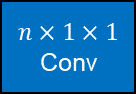 n × 1 × 1
Conv